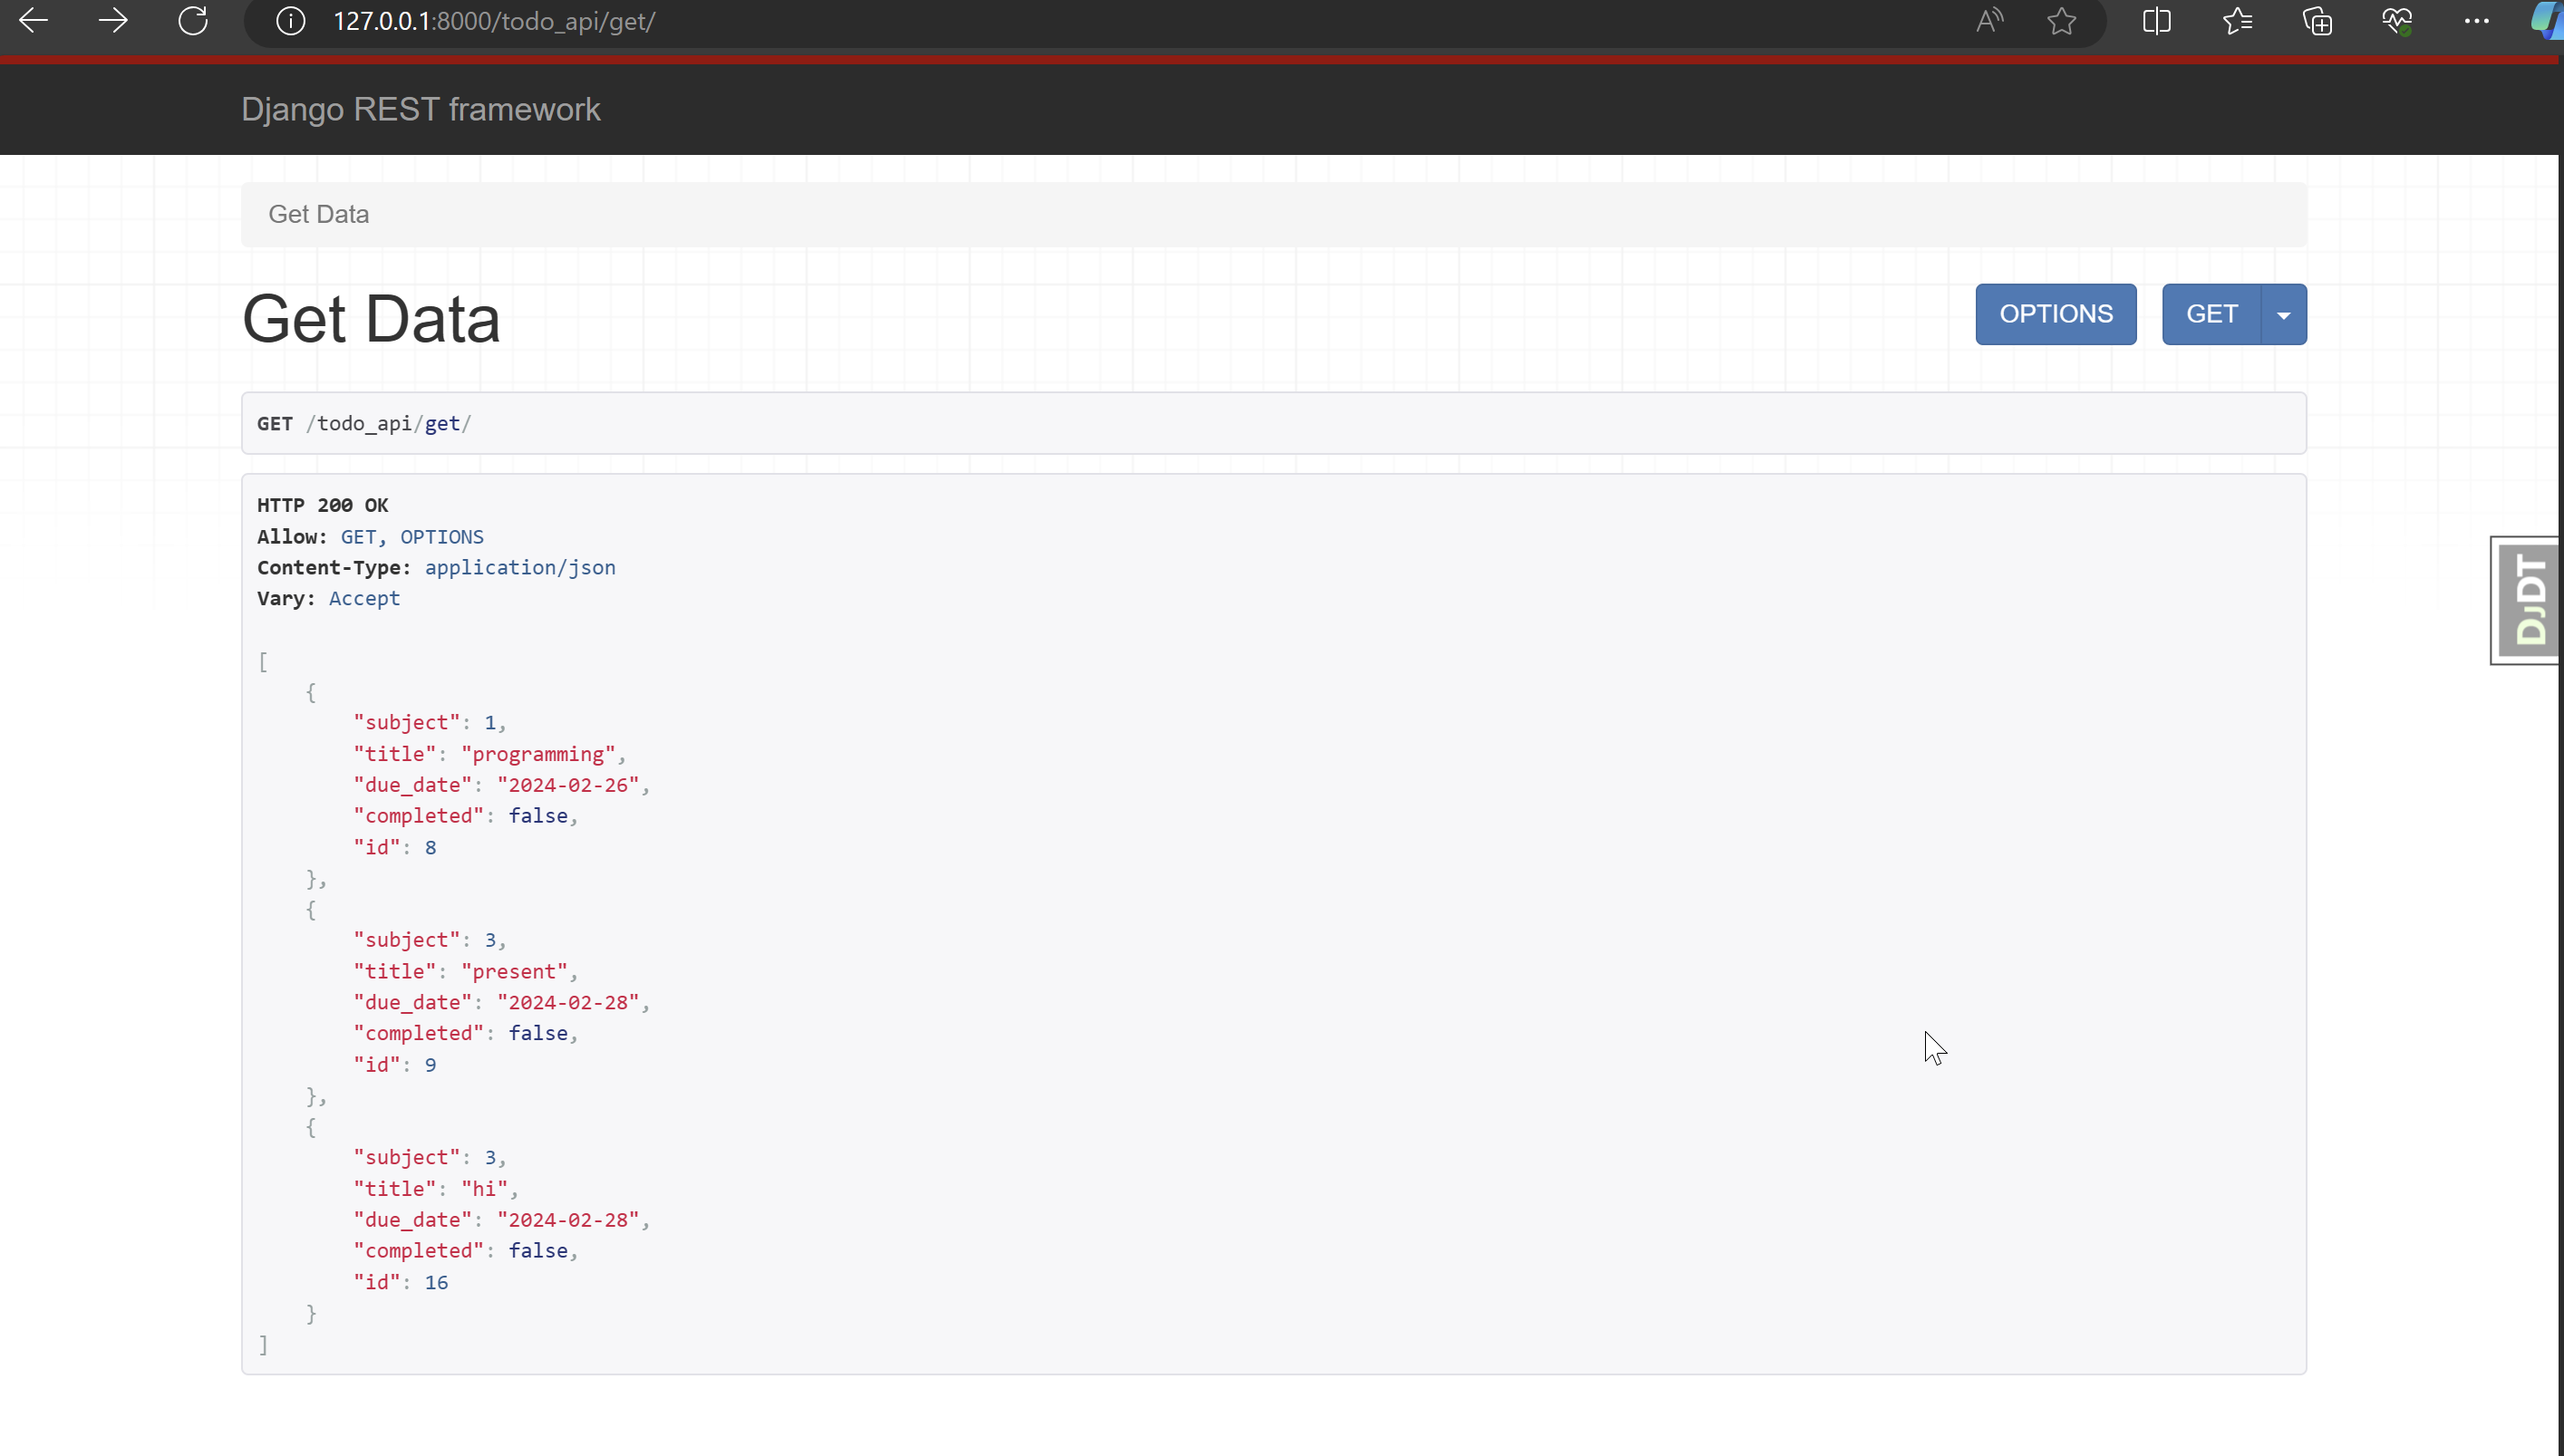 127.0.0.1:8000/todo_api/get/
Django REST framework
Get Data
Get Data
OPTIONS
GET
GET /todo_api/get/
HTTP 200 OK
Allow: GET, OPTIONS
Content-Type: application/json
Vary: Accept
[
    {
        "subject": 1,
        "title": "programming",
        "due_date": "2024-02-26",
        "completed": false,
        "id": 8
    },
    {
        "subject": 3,
        "title": "present",
        "due_date": "2024-02-28",
        "completed": false,
        "id": 9
    },
    {
        "subject": 3,
        "title": "hi",
        "due_date": "2024-02-28",
        "completed": false,
        "id": 16
    }
]
DJDT